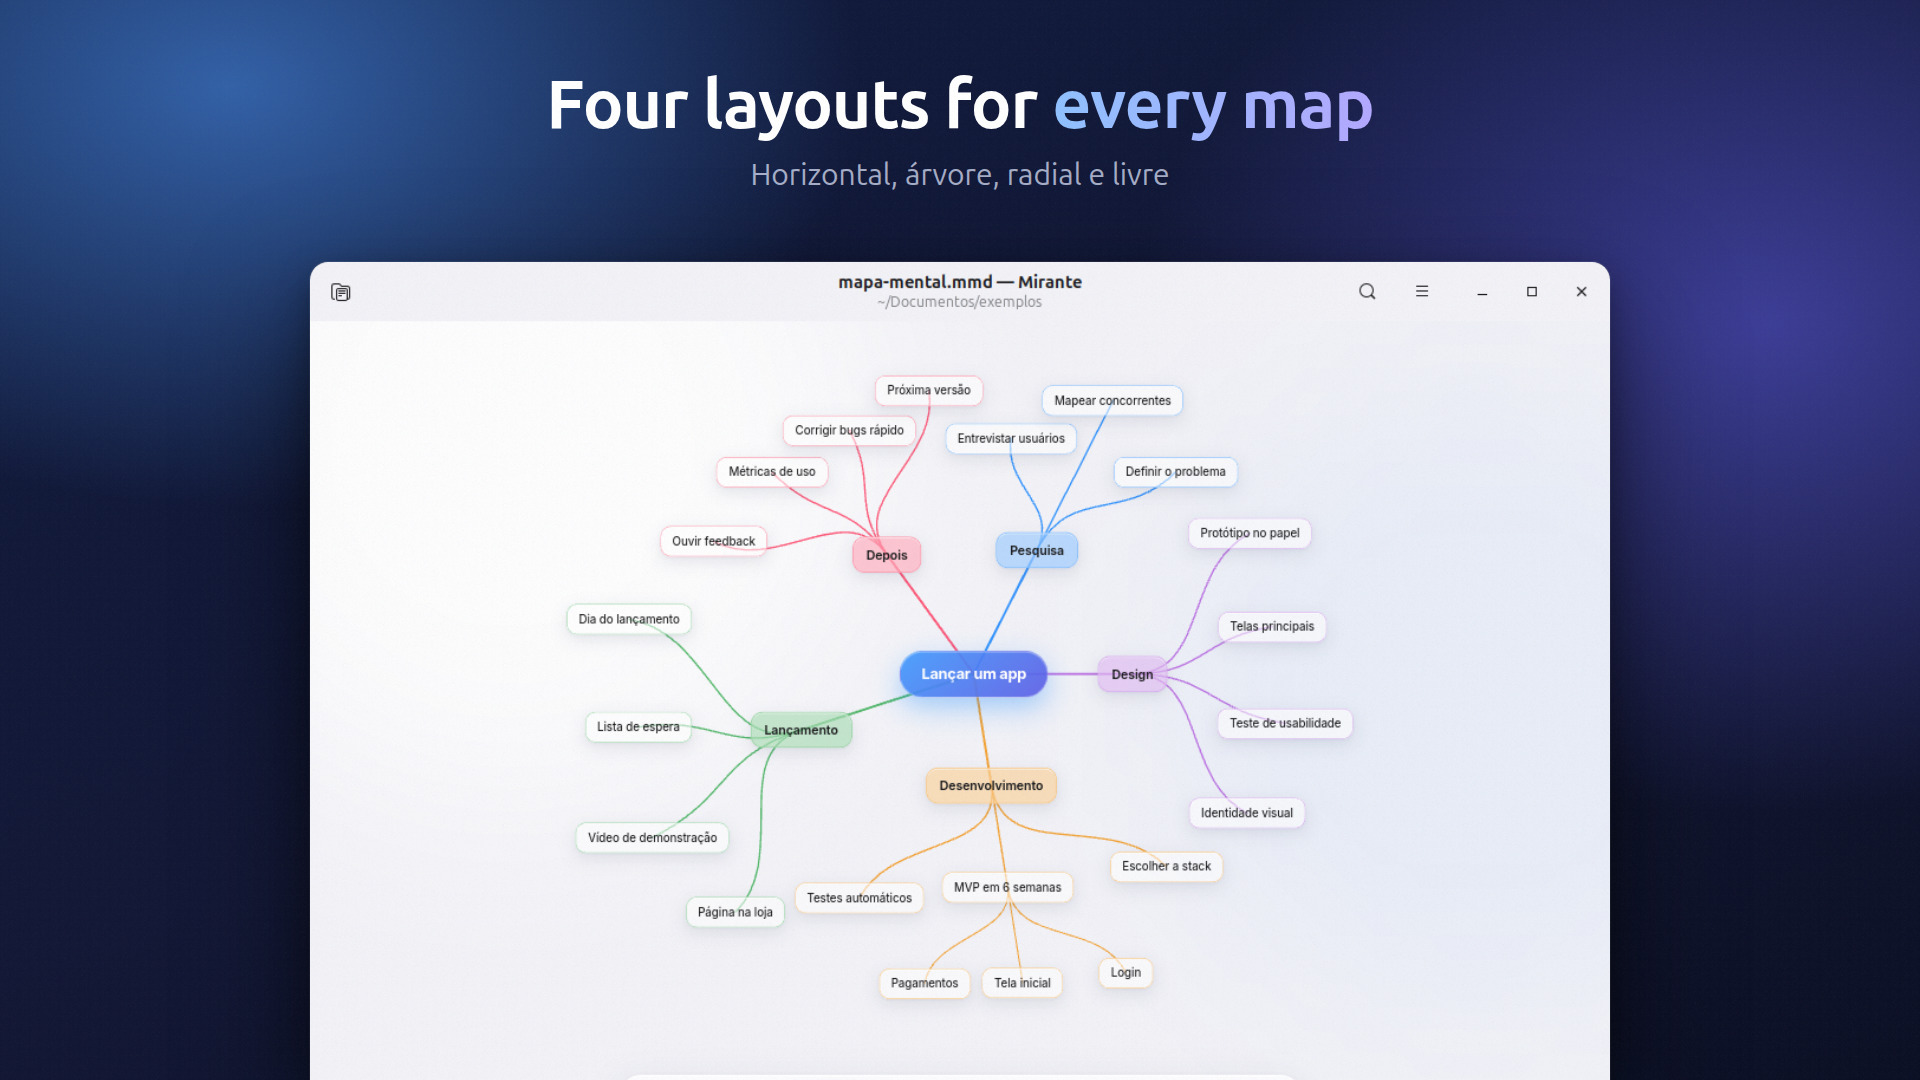 Four layouts for every map
Horizontal, árvore, radial e livre
mapa-mental.mmd — Mirante
~/Documentos/exemplos
Próxima versão
Mapear concorrentes
Corrigir bugs rápido
Entrevistar usuários
Métricas de uso
Definir o problema
Protótipo no papel
Ouvir feedback
Depois
Pesquisa
Dia do lançamento
Telas principais
Lançar um app
Design
Lista de espera
Lançamento
Teste de usabilidade
Desenvolvimento
Identidade visual
Vídeo de demonstração
Escolher a stack
MVP em 6 semanas
Testes automáticos
Página na loja
Login
Pagamentos
Tela inicial